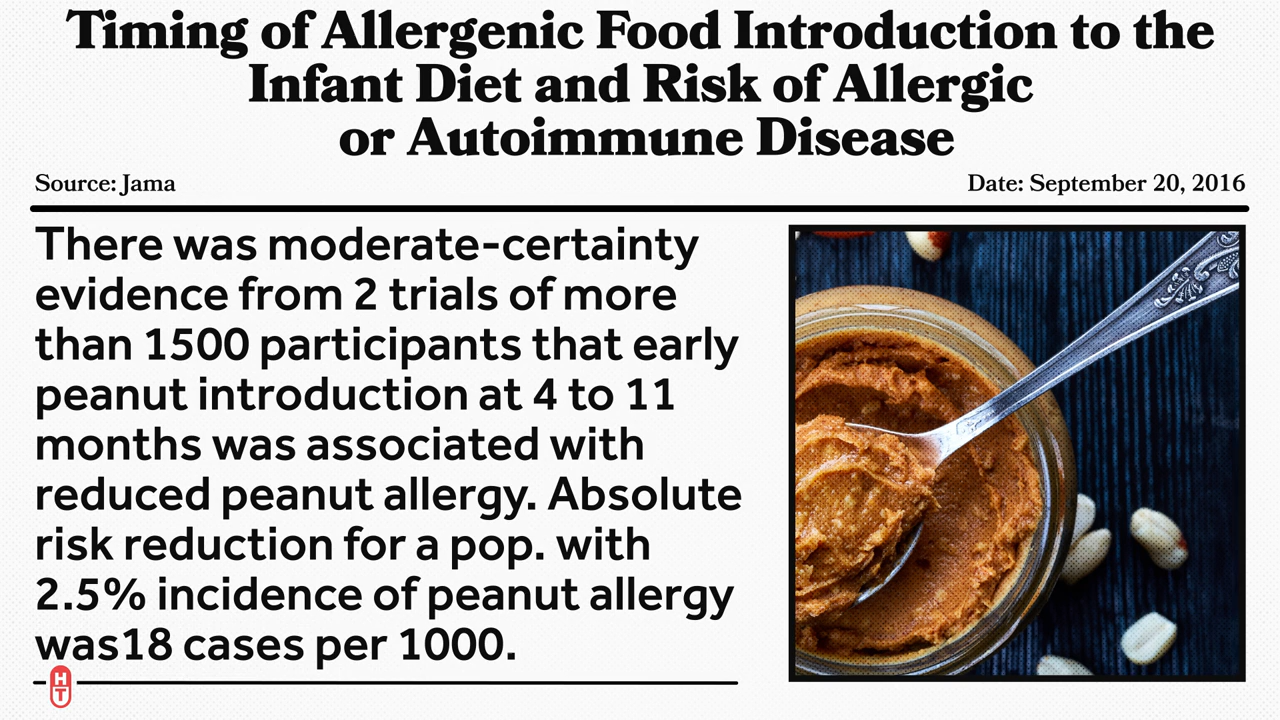 Timing of Allergenic Food Introduction to the
Infant Diet and Risk of Allergic
or Autoimmune Disease
Source: Jama
Date: September 20, 2016
There was moderate-certainty
evidence from 2 trials of more
than 1500 participants that early
peanut introduction at 4 to 11
months was associated with
reduced peanut allergy. Absolute
risk reduction for a pop. with
2.5% incidence of peanut allergy
was18 cases per 1000.
H
T